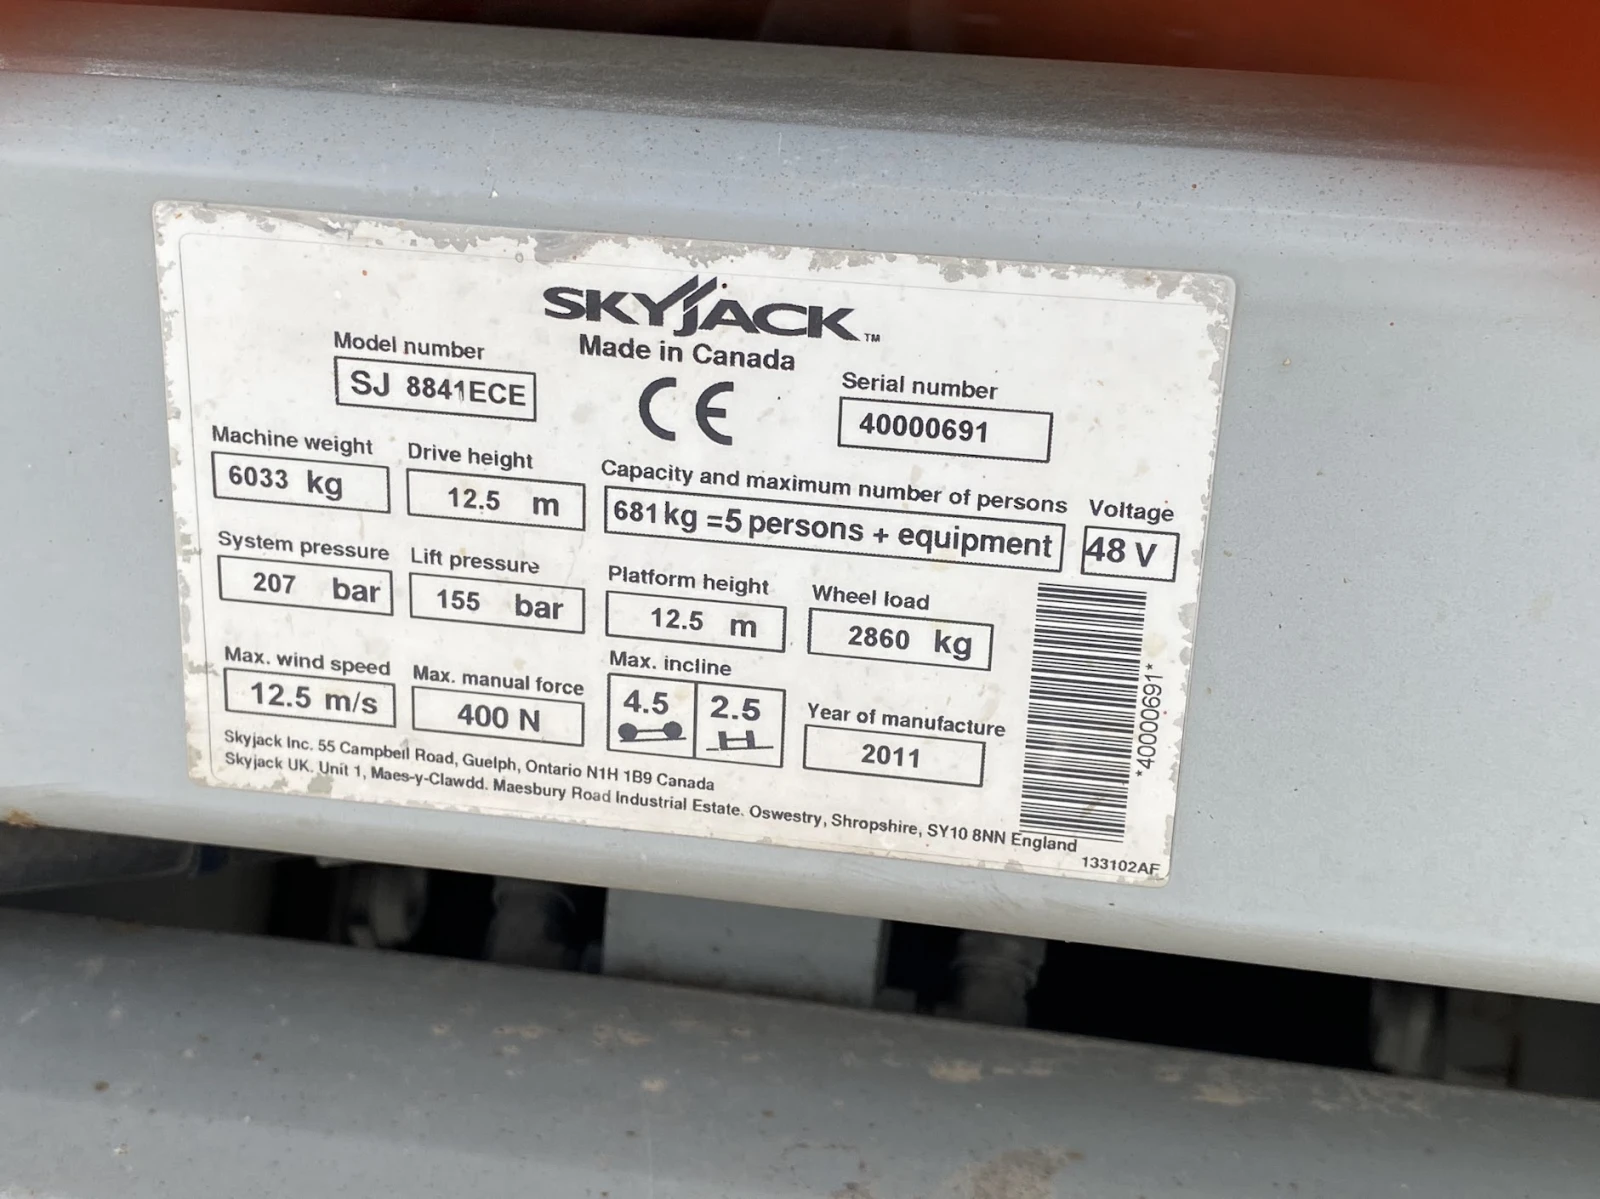 SKYJACK™
Made in Canada
CE
Model number
SJ 8841ECE
Serial number
40000691
Machine weight
6033 kg
Drive height
12.5 m
Capacity and maximum number of persons
681 kg =5 persons + equipment
Voltage
48 V
System pressure
207 bar
Lift pressure
155 bar
Platform height
12.5 m
Wheel load
2860 kg
Max. wind speed
12.5 m/s
Max. manual force
400 N
Max. incline
4.5 2.5
Year of manufacture
2011
*40000691*
Skyjack Inc. 55 Campbell Road, Guelph, Ontario N1H 1B9 Canada
Skyjack UK. Unit 1, Maes-y-Clawdd. Maesbury Road Industrial Estate. Oswestry, Shropshire, SY10 8NN England
133102AF